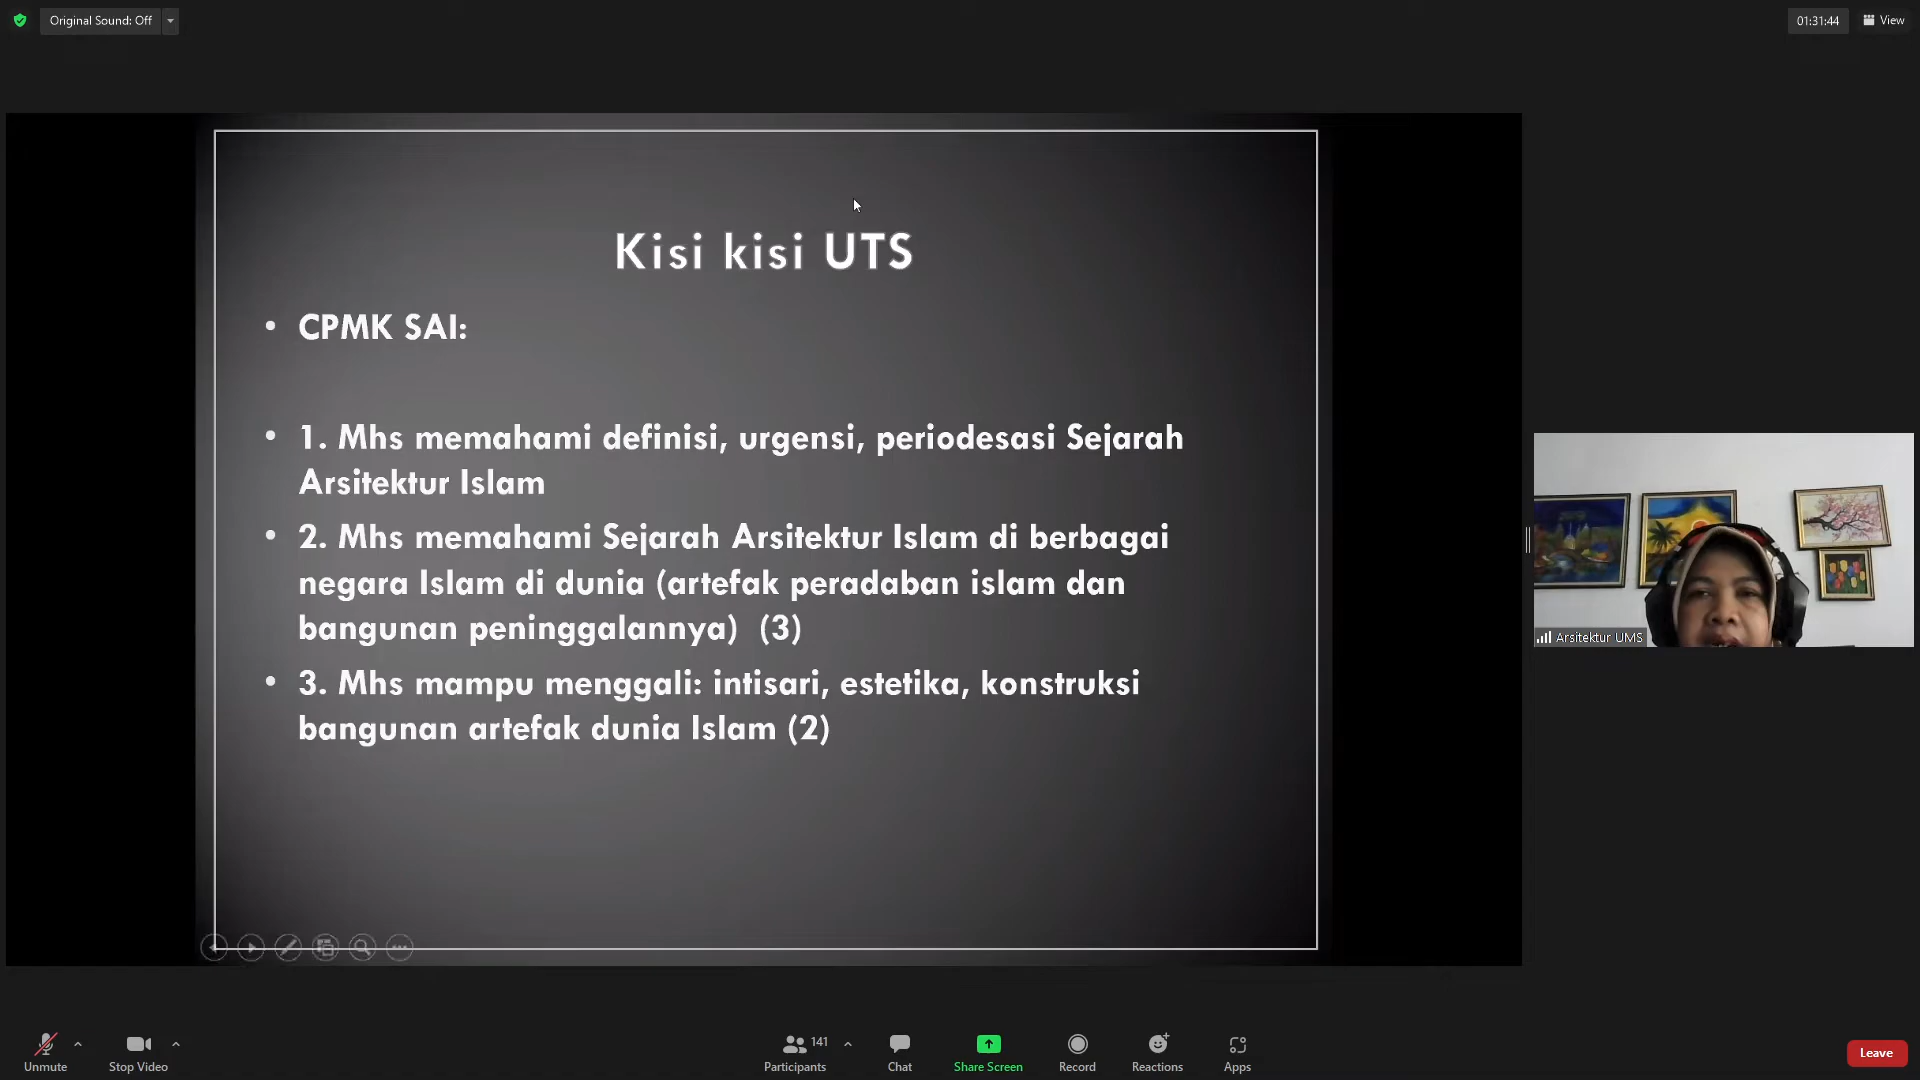 Original Sound: Off
01:31:44
View
Kisi kisi UTS
• CPMK SAI:
• 1. Mhs memahami definisi, urgensi, periodesasi Sejarah
Arsitektur Islam
• 2. Mhs memahami Sejarah Arsitektur Islam di berbagai
negara Islam di dunia (artefak peradaban islam dan
bangunan peninggalannya) (3)
• 3. Mhs mampu menggali: intisari, estetika, konstruksi
bangunan artefak dunia Islam (2)
Arsitektur UMS
Unmute
Stop Video
141
Participants
Chat
Share Screen
Record
Reactions
Apps
Leave